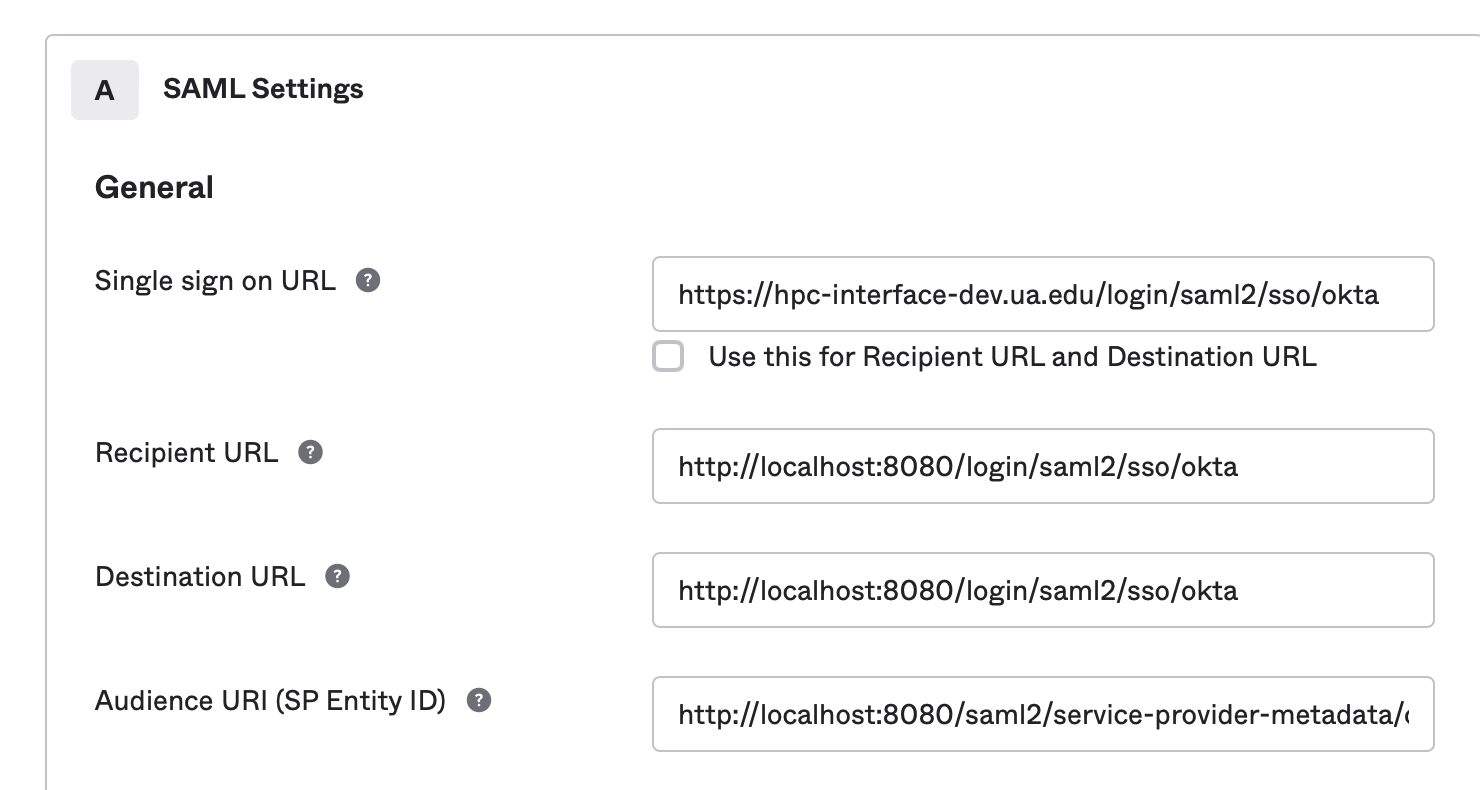 A SAML Settings
General
Single sign on URL ? https://hpc-interface-dev.ua.edu/login/saml2/sso/okta
Use this for Recipient URL and Destination URL
Recipient URL ? http://localhost:8080/login/saml2/sso/okta
Destination URL ? http://localhost:8080/login/saml2/sso/okta
Audience URI (SP Entity ID) ? http://localhost:8080/saml2/service-provider-metadata/